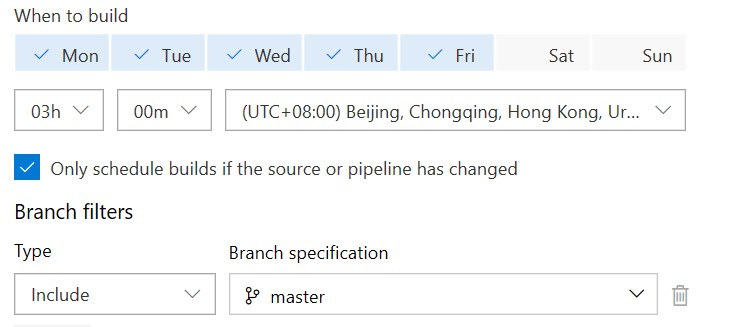 When to build
Mon Tue Wed Thu Fri Sat Sun
03h 00m (UTC+08:00) Beijing, Chongqing, Hong Kong, Ur...
Only schedule builds if the source or pipeline has changed
Branch filters
Type Branch specification
Include master